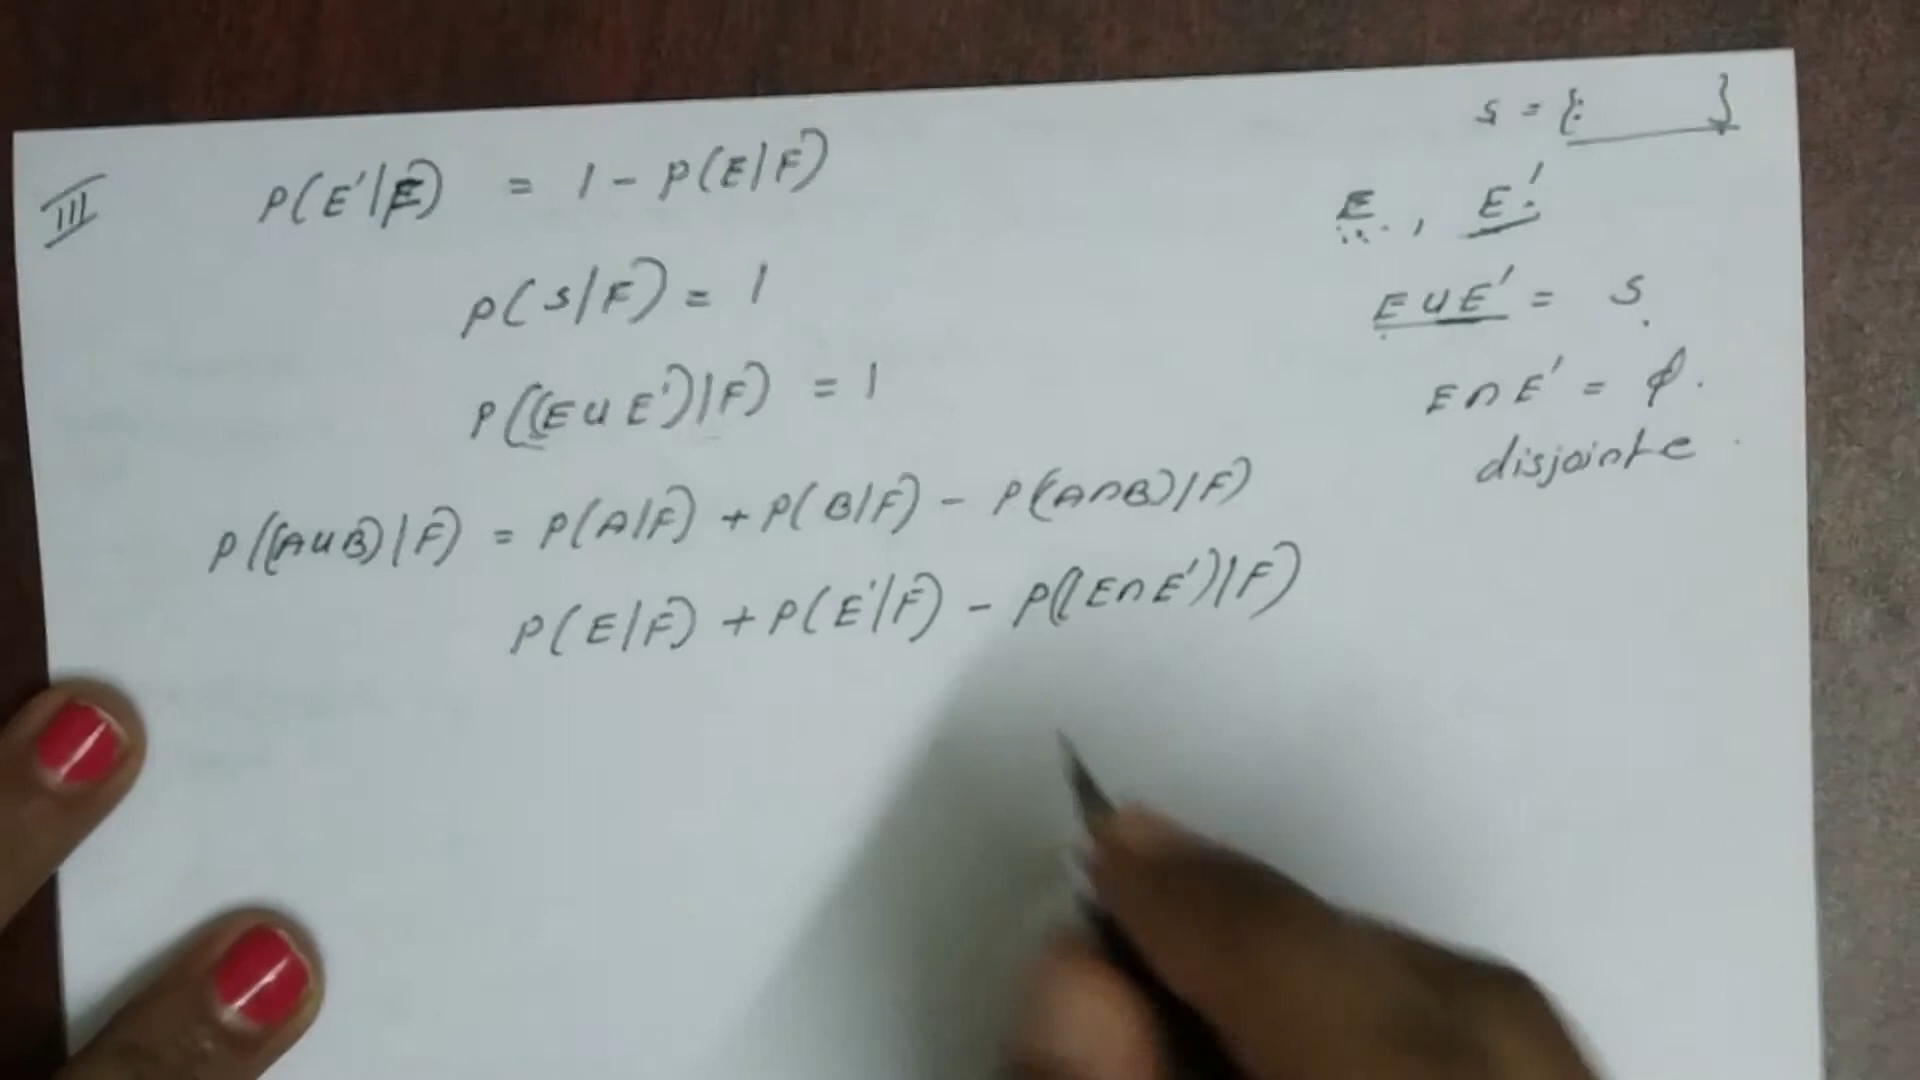 III P(E'|F) = 1 - P(E|F)
P(S|F) = 1
P((E∪E')|F) = 1
P((A∪B)|F) = P(A|F) + P(B|F) - P(A∩B)|F)
P(E|F) + P(E'|F) - P((E∩E')|F)
S = { }
E , E'
E∪E' = S
E∩E' = φ.
disjointe